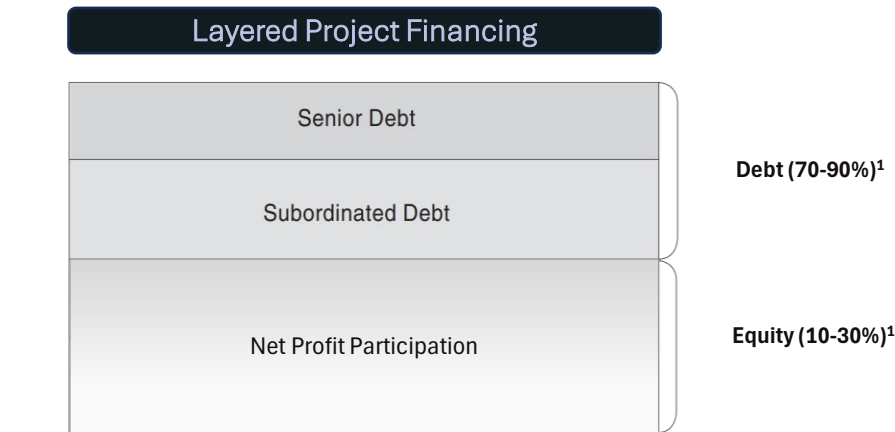 Layered Project Financing
Senior Debt
Debt (70-90%)¹
Subordinated Debt
Equity (10-30%)¹
Net Profit Participation